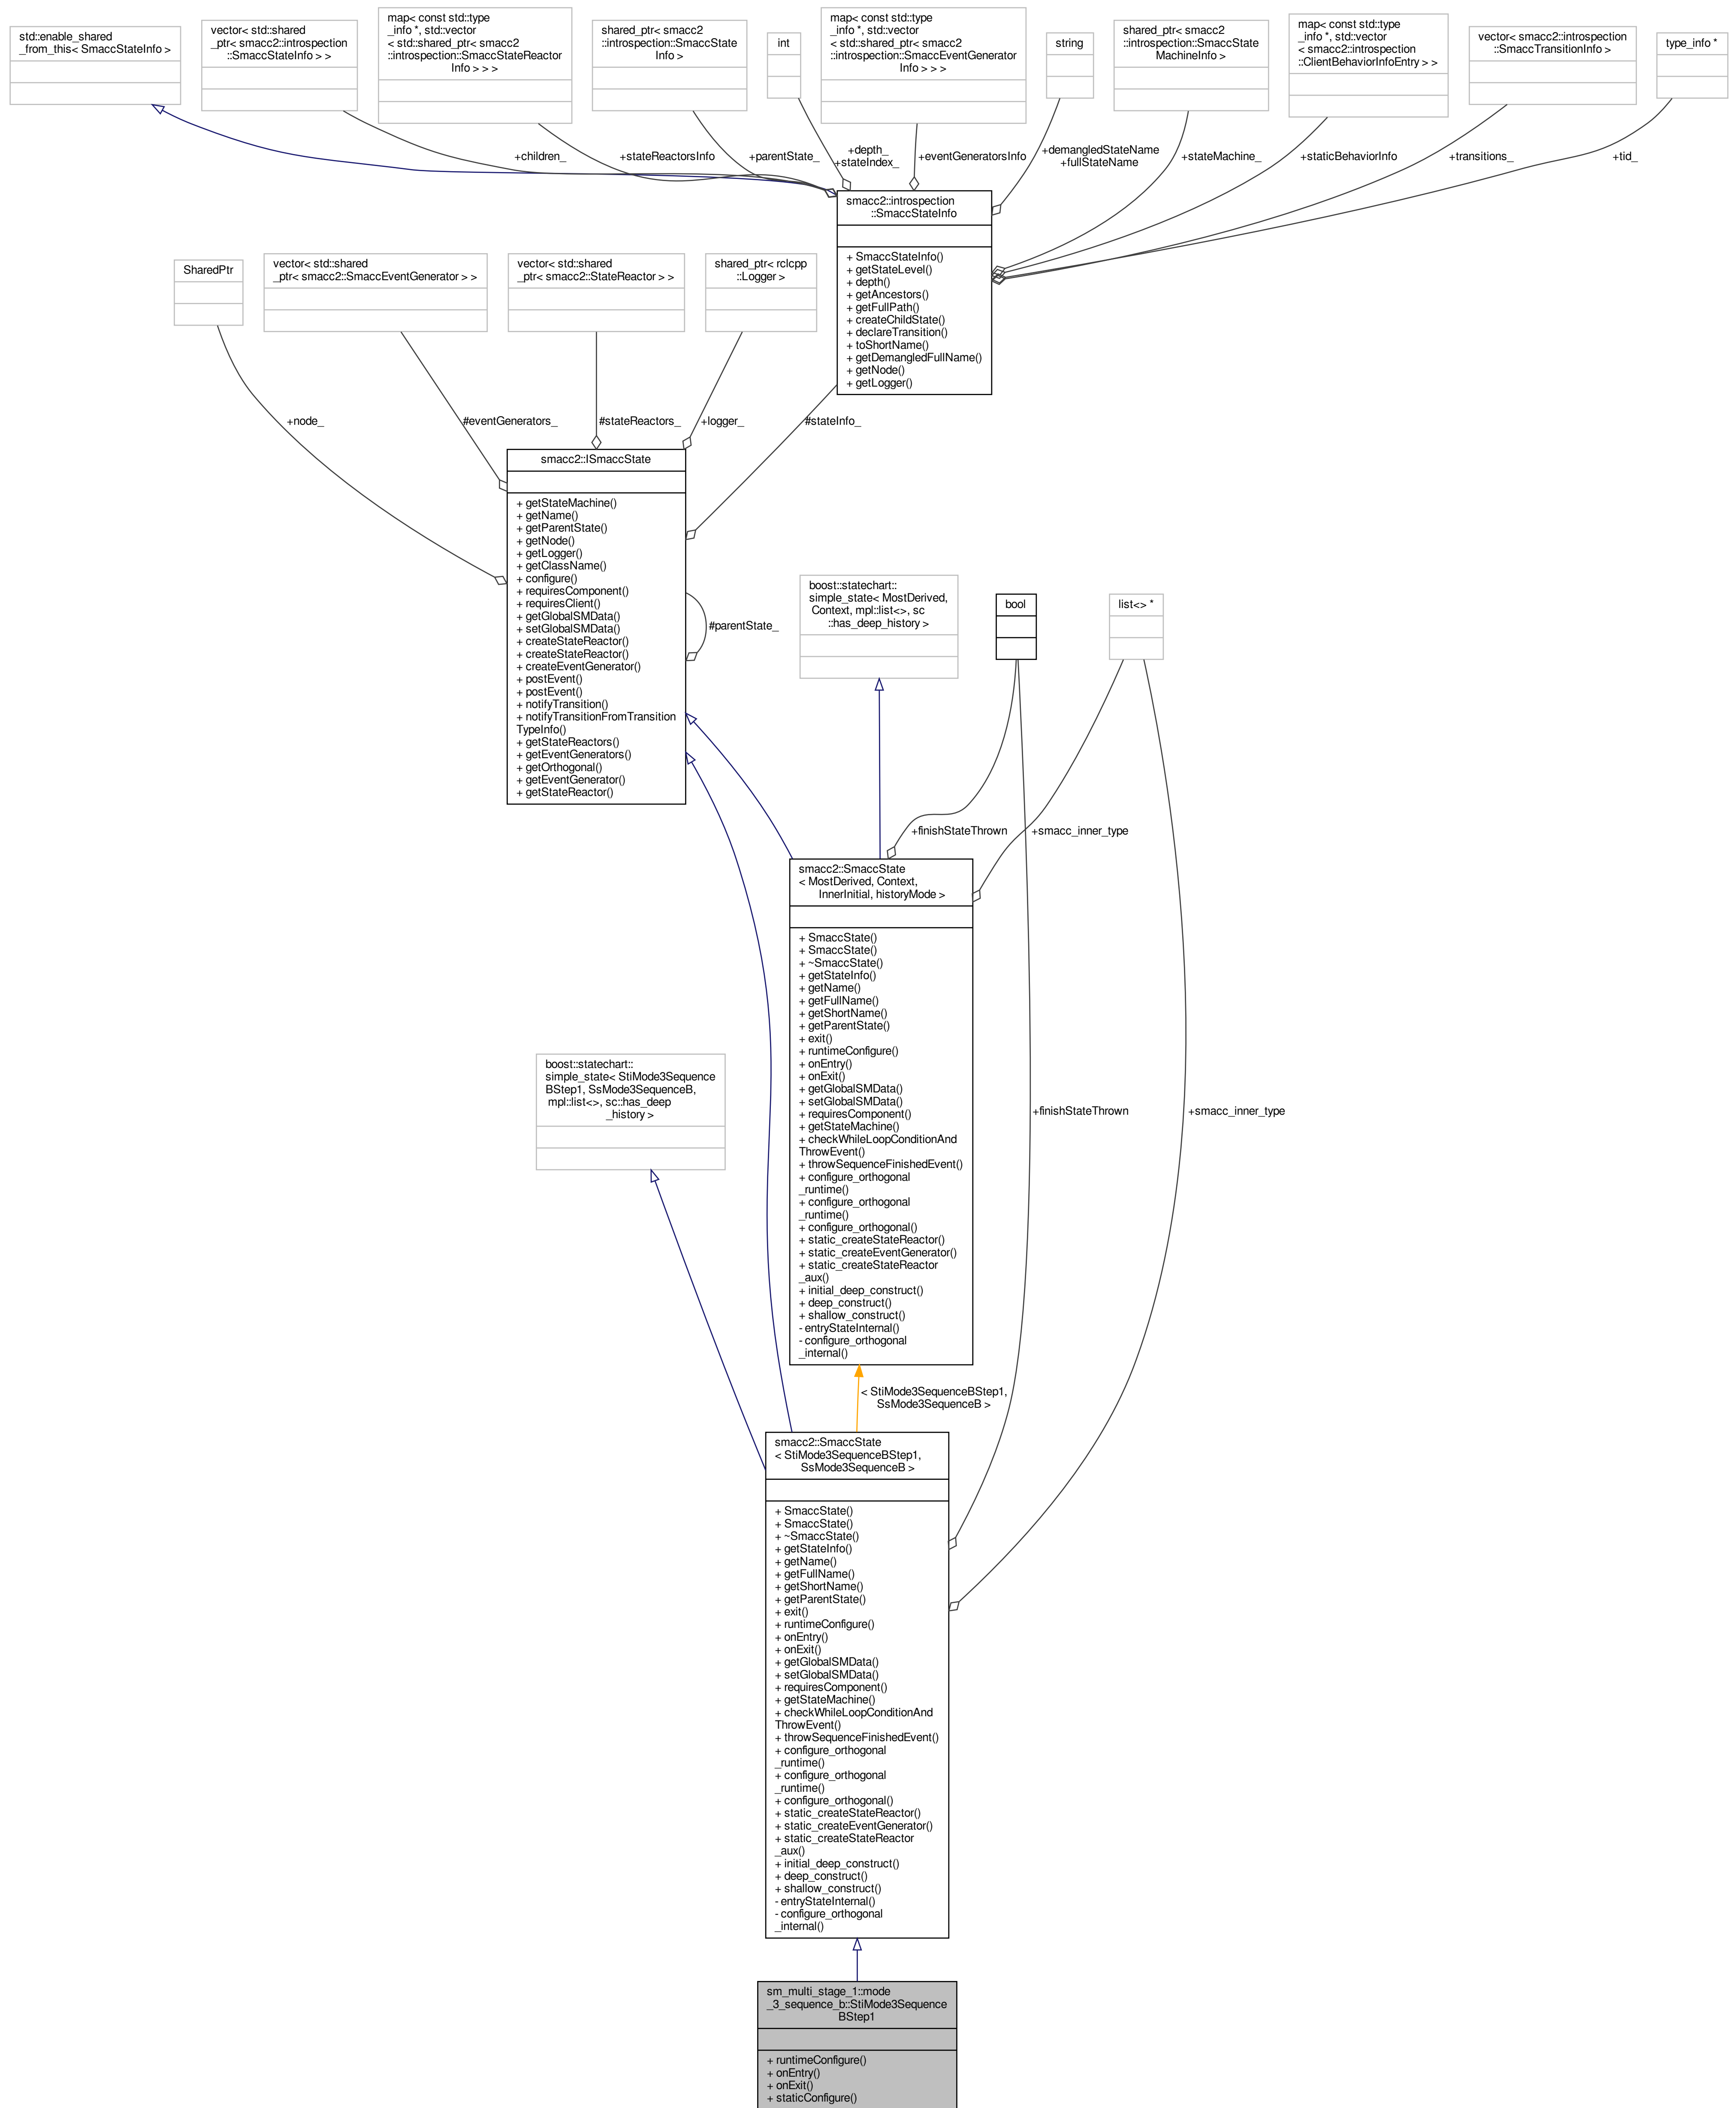 std::enable_shared
_from_this< SmaccStateInfo >
vector< std::shared
_ptr< smacc2::introspection
::SmaccStateInfo > >
map< const std::type
_info *, std::vector
< std::shared_ptr< smacc2
::introspection::SmaccStateReactor
Info > > >
shared_ptr< smacc2
::introspection::SmaccState
Info >
int
map< const std::type
_info *, std::vector
< std::shared_ptr< smacc2
::introspection::SmaccEventGenerator
Info > > >
string
shared_ptr< smacc2
::introspection::SmaccState
MachineInfo >
map< const std::type
_info *, std::vector
< smacc2::introspection
::ClientBehaviorInfoEntry > >
vector< smacc2::introspection
::SmaccTransitionInfo >
type_info *
+children_
+stateReactorsInfo
+parentState_
+depth_
+stateIndex_
+eventGeneratorsInfo
+demangledStateName
+fullStateName
+stateMachine_
+staticBehaviorInfo
+transitions_
+tid_
smacc2::introspection
::SmaccStateInfo
+ SmaccStateInfo()
+ getStateLevel()
+ depth()
+ getAncestors()
+ getFullPath()
+ createChildState()
+ declareTransition()
+ toShortName()
+ getDemangledFullName()
+ getNode()
+ getLogger()
SharedPtr
vector< std::shared
_ptr< smacc2::SmaccEventGenerator > >
vector< std::shared
_ptr< smacc2::StateReactor > >
shared_ptr< rclcpp
::Logger >
+node_
#eventGenerators_
#stateReactors_
+logger_
#stateInfo_
smacc2::ISmaccState
+ getStateMachine()
+ getName()
+ getParentState()
+ getNode()
+ getLogger()
+ getClassName()
+ configure()
+ requiresComponent()
+ requiresClient()
+ getGlobalSMData()
+ setGlobalSMData()
+ createStateReactor()
+ createStateReactor()
+ createEventGenerator()
+ postEvent()
+ postEvent()
+ notifyTransition()
+ notifyTransitionFromTransition
TypeInfo()
+ getStateReactors()
+ getEventGenerators()
+ getOrthogonal()
+ getEventGenerator()
+ getStateReactor()
#parentState_
boost::statechart::
simple_state< MostDerived,
Context, mpl::list<>, sc
::has_deep_history >
bool
list<> *
+finishStateThrown
+smacc_inner_type
smacc2::SmaccState
< MostDerived, Context,
InnerInitial, historyMode >
+ SmaccState()
+ SmaccState()
+ ~SmaccState()
+ getStateInfo()
+ getName()
+ getFullName()
+ getShortName()
+ getParentState()
+ exit()
+ runtimeConfigure()
+ onEntry()
+ onExit()
+ getGlobalSMData()
+ setGlobalSMData()
+ requiresComponent()
+ getStateMachine()
+ checkWhileLoopConditionAnd
ThrowEvent()
+ throwSequenceFinishedEvent()
+ configure_orthogonal
_runtime()
+ configure_orthogonal
_runtime()
+ configure_orthogonal()
+ static_createStateReactor()
+ static_createEventGenerator()
+ static_createStateReactor
_aux()
+ initial_deep_construct()
+ deep_construct()
+ shallow_construct()
- entryStateInternal()
- configure_orthogonal
_internal()
boost::statechart::
simple_state< StiMode3Sequence
BStep1, SsMode3SequenceB,
mpl::list<>, sc::has_deep
_history >
+finishStateThrown
+smacc_inner_type
< StiMode3SequenceBStep1,
SsMode3SequenceB >
smacc2::SmaccState
< StiMode3SequenceBStep1,
SsMode3SequenceB >
+ SmaccState()
+ SmaccState()
+ ~SmaccState()
+ getStateInfo()
+ getName()
+ getFullName()
+ getShortName()
+ getParentState()
+ exit()
+ runtimeConfigure()
+ onEntry()
+ onExit()
+ getGlobalSMData()
+ setGlobalSMData()
+ requiresComponent()
+ getStateMachine()
+ checkWhileLoopConditionAnd
ThrowEvent()
+ throwSequenceFinishedEvent()
+ configure_orthogonal
_runtime()
+ configure_orthogonal
_runtime()
+ configure_orthogonal()
+ static_createStateReactor()
+ static_createEventGenerator()
+ static_createStateReactor
_aux()
+ initial_deep_construct()
+ deep_construct()
+ shallow_construct()
- entryStateInternal()
- configure_orthogonal
_internal()
sm_multi_stage_1::mode
_3_sequence_b::StiMode3Sequence
BStep1
+ runtimeConfigure()
+ onEntry()
+ onExit()
+ staticConfigure()